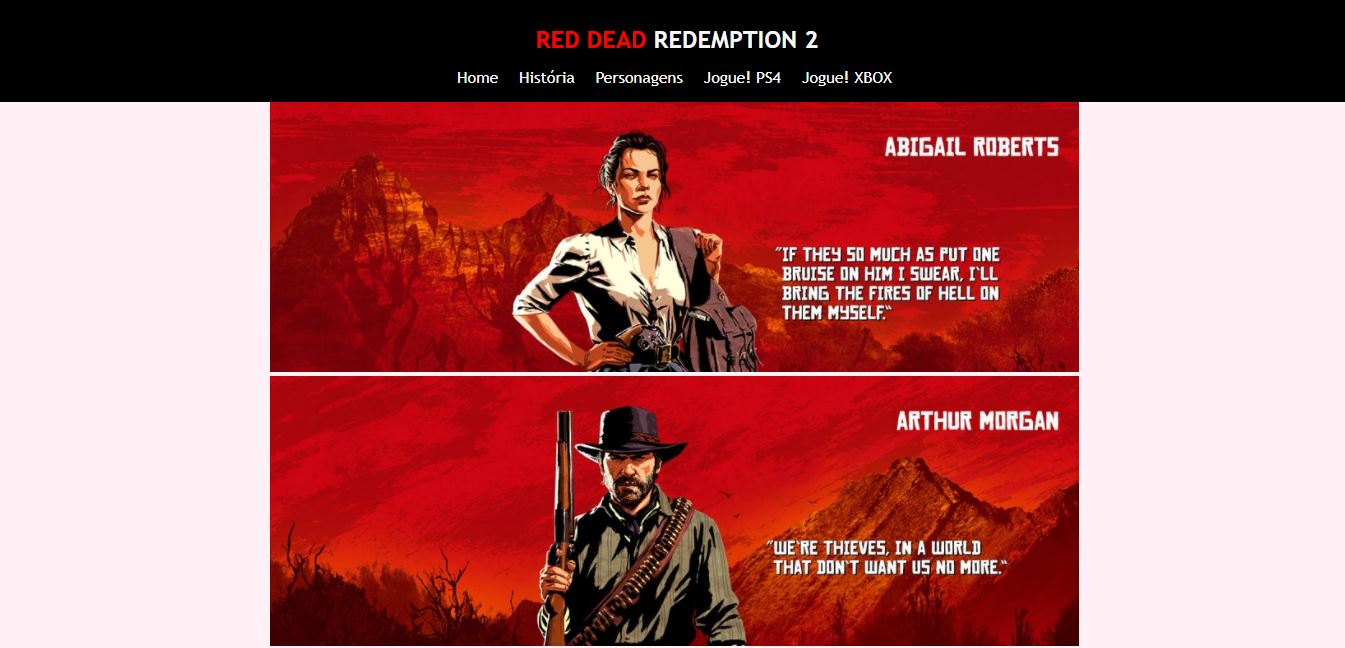 RED DEAD REDEMPTION 2
Home História Personagens Jogue! PS4 Jogue! XBOX
ABIGAIL ROBERTS
"IF THEY SO MUCH AS PUT ONE
BRUISE ON HIM I SWEAR, I'LL
BRING THE FIRES OF HELL ON
THEM MYSELF."
ARTHUR MORGAN
"WE'RE THIEVES, IN A WORLD
THAT DON'T WANT US NO MORE."